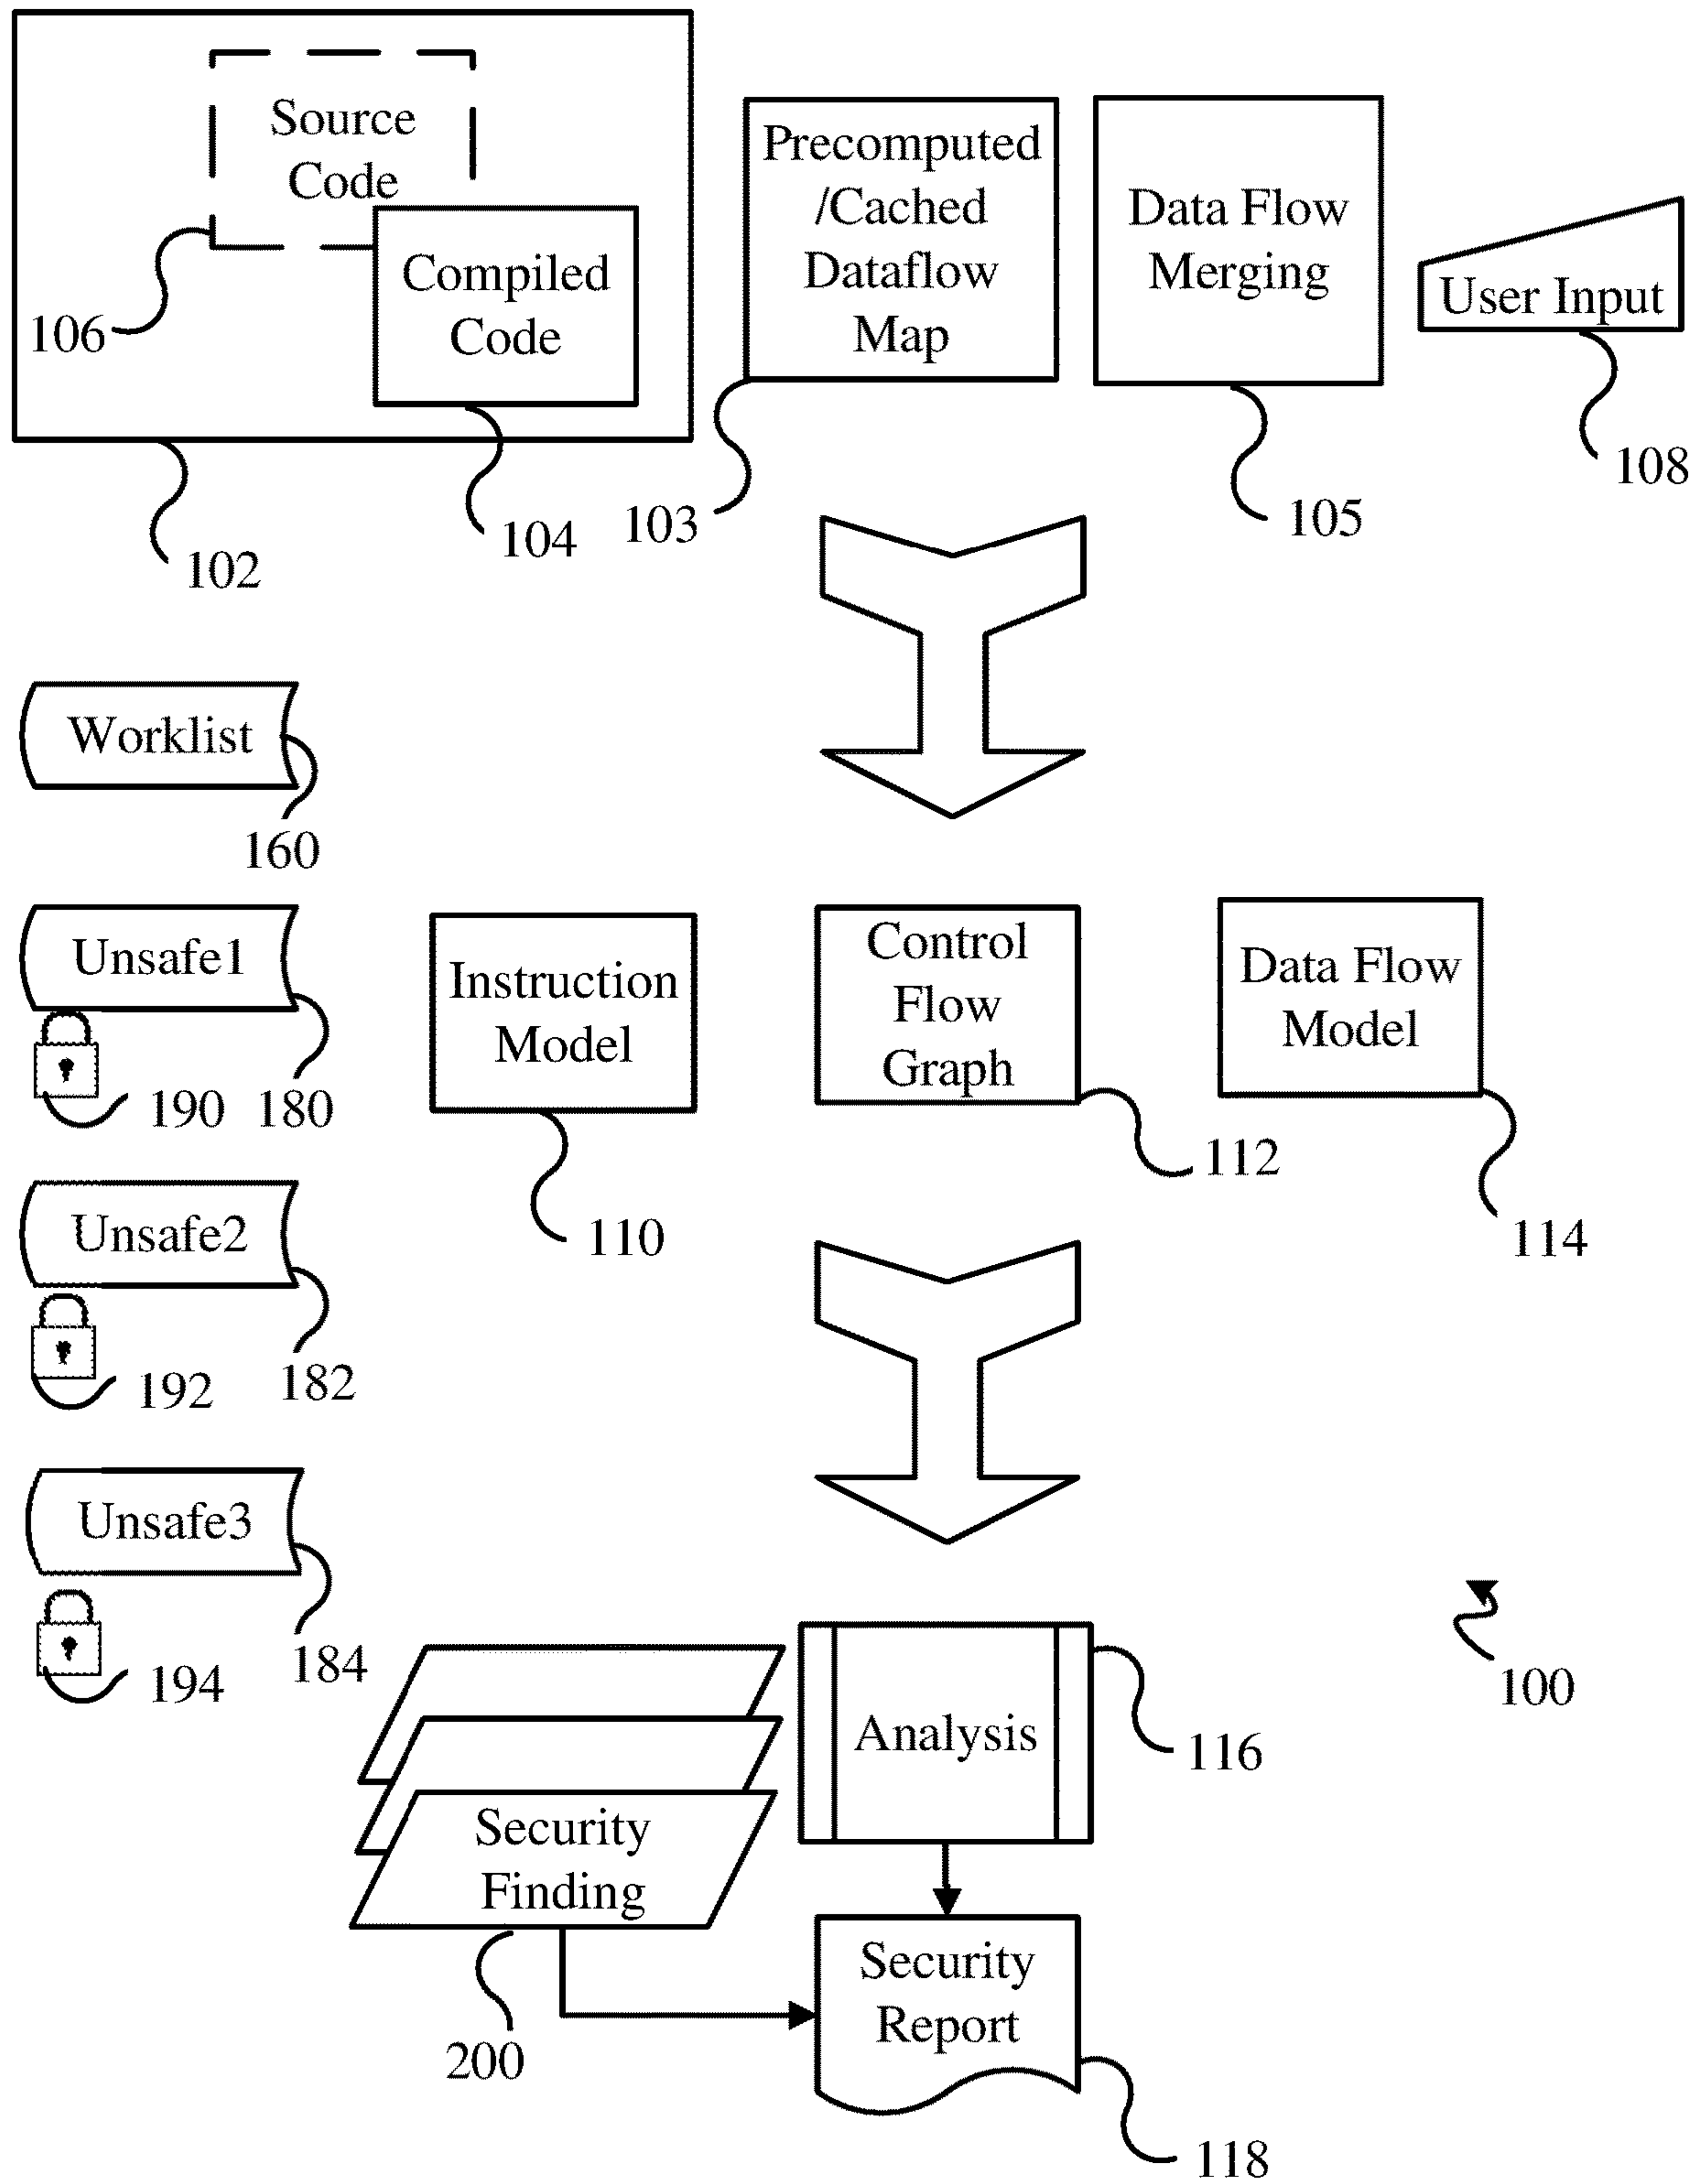 Source
Code
Compiled
Code
106
104
102
Precomputed
/Cached
Dataflow
Map
103
Data Flow
Merging
105
User Input
108
Worklist
160
Unsafe1
190
180
Unsafe2
192
182
Unsafe3
194
184
Instruction
Model
110
Control
Flow
Graph
112
Data Flow
Model
114
100
Analysis
116
Security
Finding
200
Security
Report
118